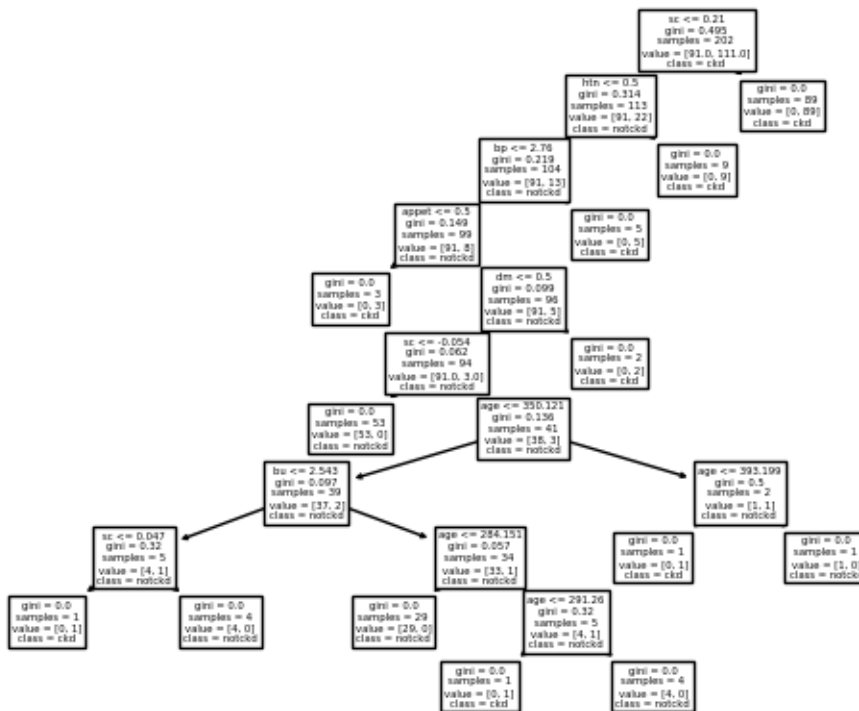 sc <= 0.21
gini = 0.495
samples = 202
value = [91.0, 111.0]
class = ckd
htn <= 0.5
gini = 0.314
samples = 113
value = [91, 22]
class = notckd
gini = 0.0
samples = 89
value = [0, 89]
class = ckd
bp <= 2.76
gini = 0.219
samples = 104
value = [91, 13]
class = notckd
gini = 0.0
samples = 9
value = [0, 9]
class = ckd
appet <= 0.5
gini = 0.149
samples = 99
value = [91, 8]
class = notckd
gini = 0.0
samples = 5
value = [0, 5]
class = ckd
gini = 0.0
samples = 3
value = [0, 3]
class = ckd
dm <= 0.5
gini = 0.099
samples = 96
value = [91, 5]
class = notckd
sc <= -0.054
gini = 0.062
samples = 94
value = [91.0, 3.0]
class = notckd
gini = 0.0
samples = 2
value = [0, 2]
class = ckd
gini = 0.0
samples = 53
value = [53, 0]
class = notckd
age <= 350.121
gini = 0.136
samples = 41
value = [38, 3]
class = notckd
bu <= 2.543
gini = 0.097
samples = 39
value = [37, 2]
class = notckd
age <= 393.199
gini = 0.5
samples = 2
value = [1, 1]
class = notckd
sc <= 0.047
gini = 0.32
samples = 5
value = [4, 1]
class = notckd
age <= 284.151
gini = 0.057
samples = 34
value = [33, 1]
class = notckd
gini = 0.0
samples = 1
value = [0, 1]
class = ckd
gini = 0.0
samples = 1
value = [1, 0]
class = notckd
gini = 0.0
samples = 1
value = [0, 1]
class = ckd
gini = 0.0
samples = 4
value = [4, 0]
class = notckd
gini = 0.0
samples = 29
value = [29, 0]
class = notckd
age <= 291.26
gini = 0.32
samples = 5
value = [4, 1]
class = notckd
gini = 0.0
samples = 1
value = [0, 1]
class = ckd
gini = 0.0
samples = 4
value = [4, 0]
class = notckd